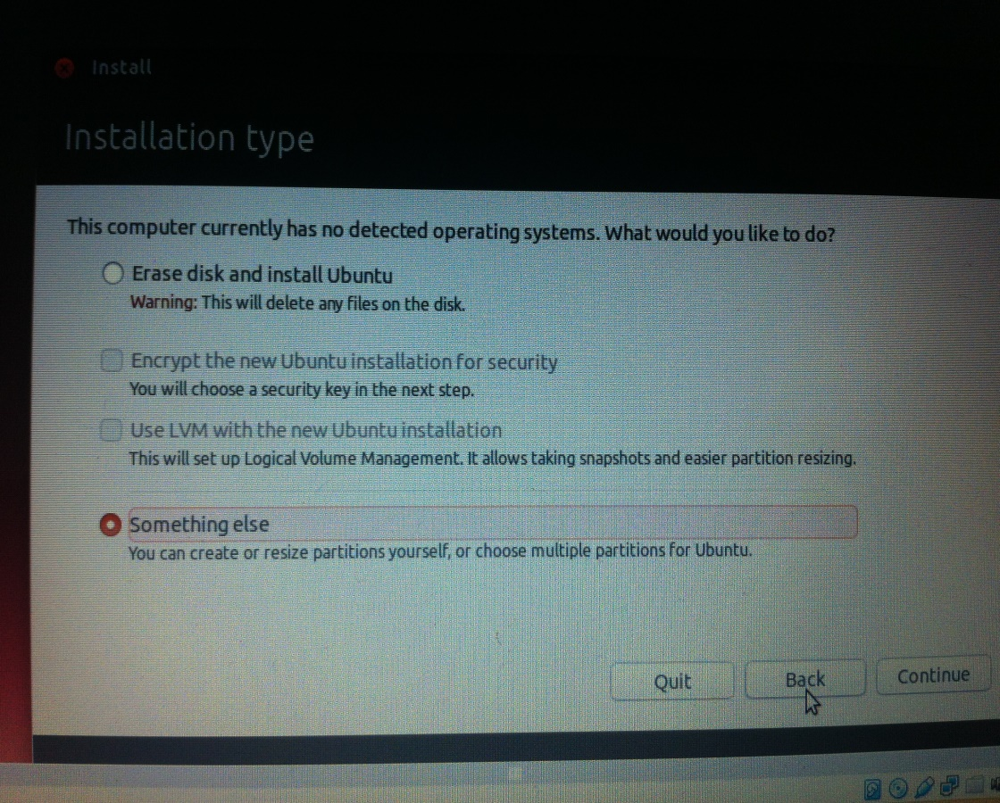 Install
Installation type
This computer currently has no detected operating systems. What would you like to do?
Erase disk and install Ubuntu
Warning: This will delete any files on the disk.
Encrypt the new Ubuntu installation for security
You will choose a security key in the next step.
Use LVM with the new Ubuntu installation
This will set up Logical Volume Management. It allows taking snapshots and easier partition resizing.
Something else
You can create or resize partitions yourself, or choose multiple partitions for Ubuntu.
Quit
Back
Continue